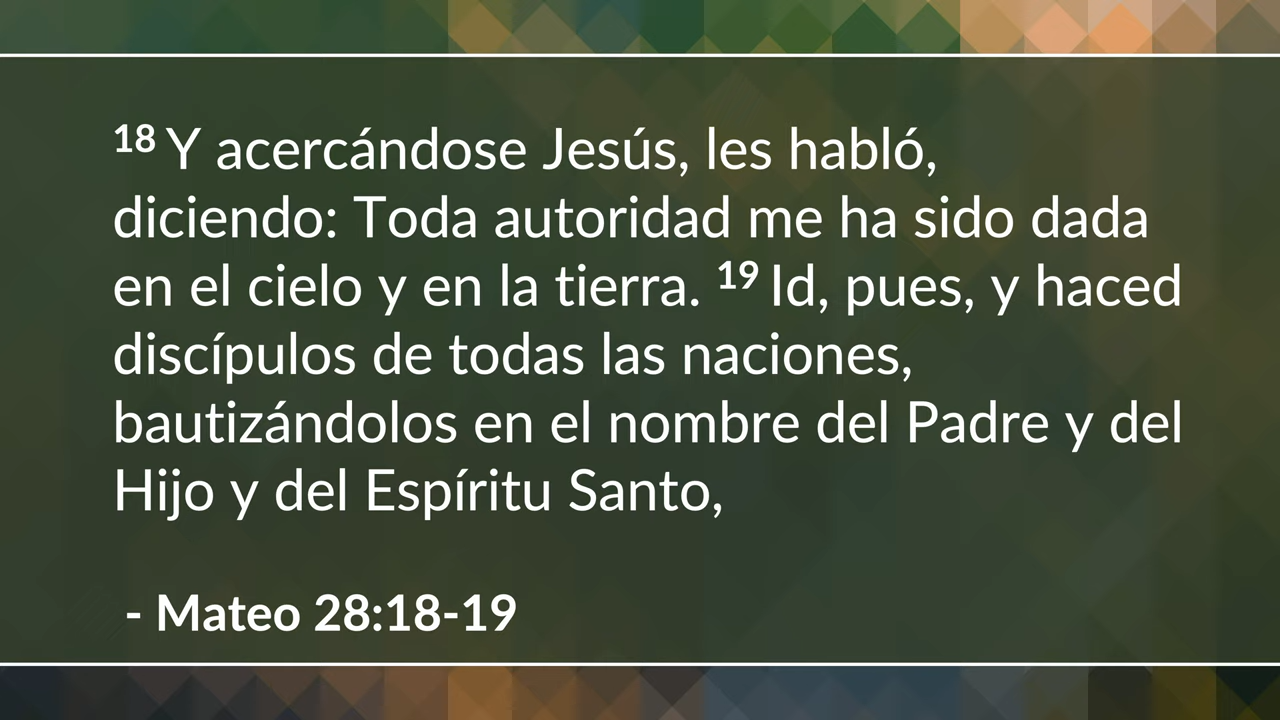 18 Y acercándose Jesús, les habló,
diciendo: Toda autoridad me ha sido dada
en el cielo y en la tierra. 19 Id, pues, y haced
discípulos de todas las naciones,
bautizándolos en el nombre del Padre y del
Hijo y del Espíritu Santo,
- Mateo 28:18-19